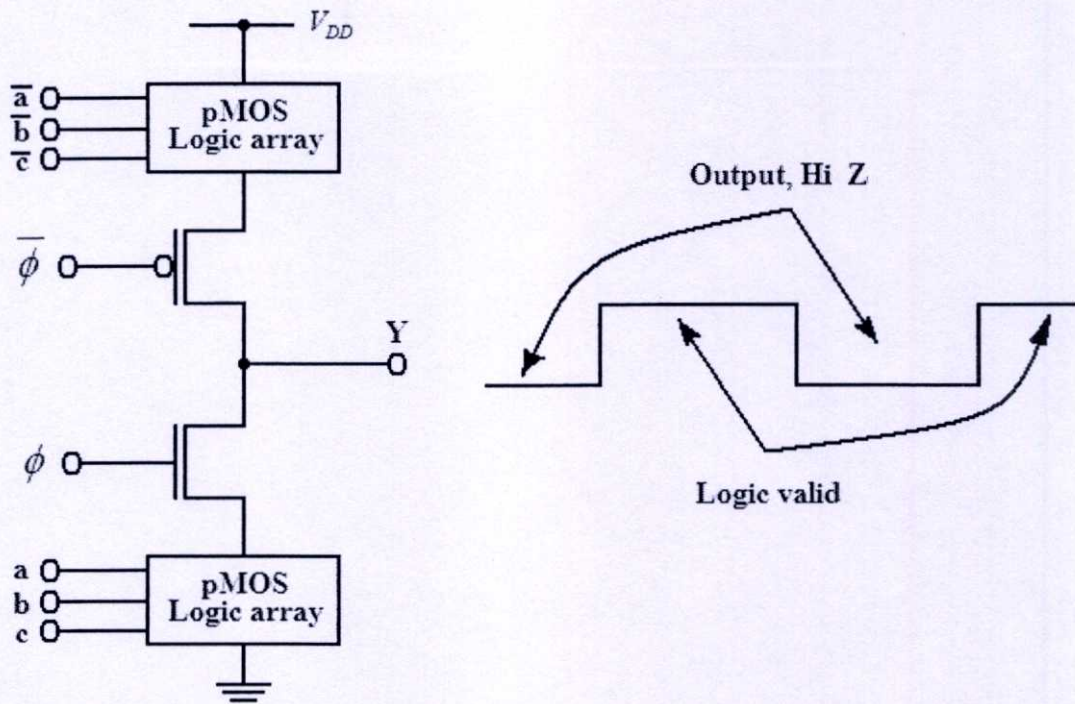 V_DD
a̅
b̅
c̅
pMOS
Logic array
ϕ̅
Y
ϕ
a
b
c
pMOS
Logic array
Output, Hi Z
Logic valid